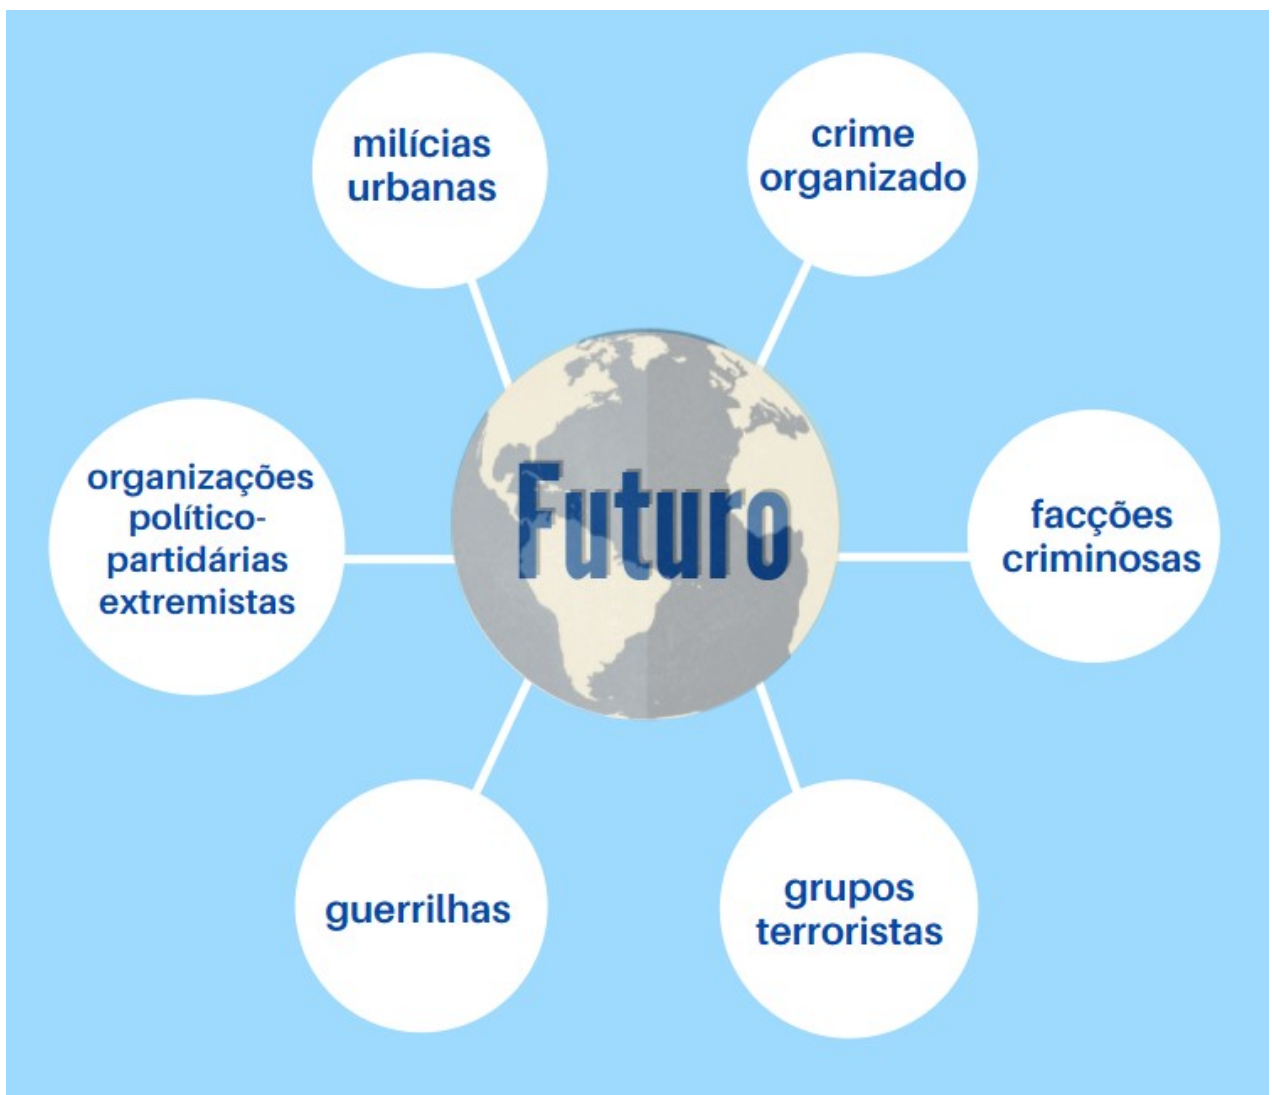 milícias
urbanas
crime
organizado
organizações
político-
partidárias
extremistas
Futuro
facções
criminosas
guerrilhas
grupos
terroristas